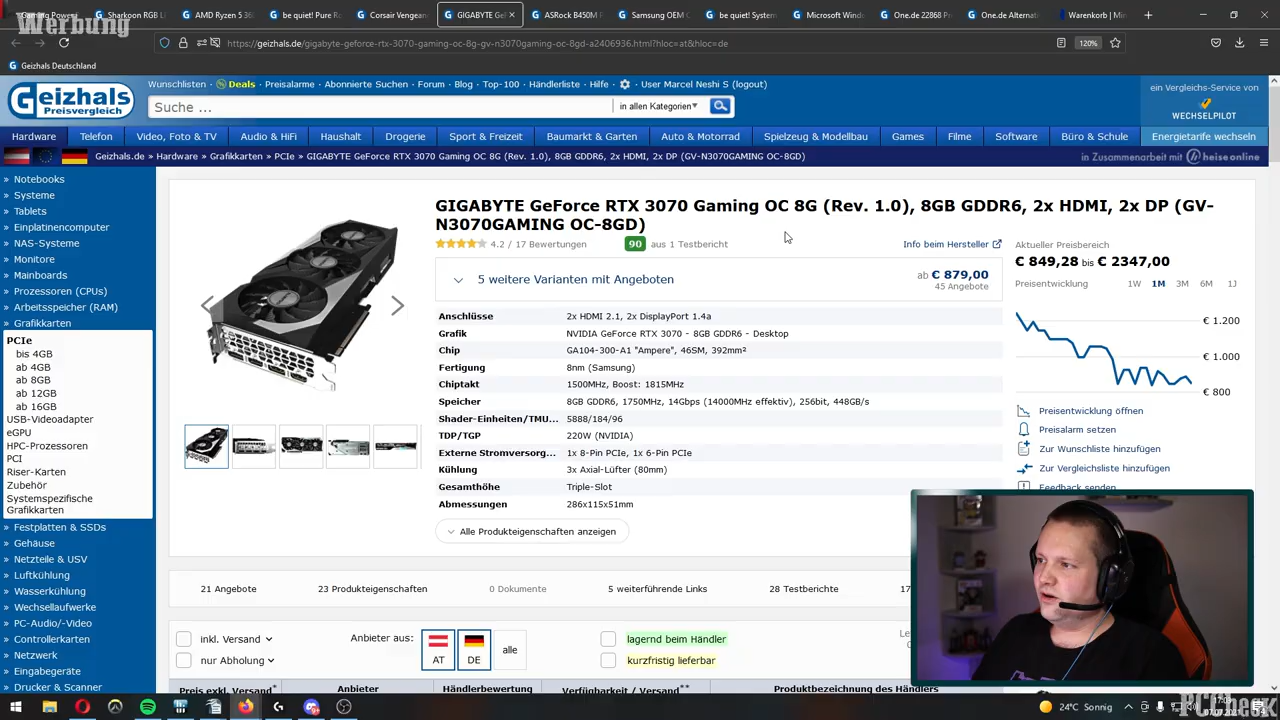 Werbung
Gaming Power
Sharkoon RGB LI
AMD Ryzen 5 360
be quiet! Pure Ro
Corsair Vengeanc
GIGABYTE GeF
ASRock B450M P
Samsung OEM C
be quiet! System
Microsoft Windo
One.de 22868 Pr
One.de Alternati
Warenkorb | Min
https://geizhals.de/gigabyte-geforce-rtx-3070-gaming-oc-8g-gv-n3070gaming-oc-8gd-a2406936.html?hloc=at&hloc=de
120%
Geizhals Deutschland
Geizhals
Preisvergleich
Wunschlisten · Deals · Preisalarme · Abonnierte Suchen · Forum · Blog · Top-100 · Händlerliste · Hilfe · User Marcel Neshi S (logout)
Suche ...
in allen Kategorien
ein Vergleichs-Service von
WECHSELPILOT
Hardware
Telefon
Video, Foto & TV
Audio & HiFi
Haushalt
Drogerie
Sport & Freizeit
Baumarkt & Garten
Auto & Motorrad
Spielzeug & Modellbau
Games
Filme
Software
Büro & Schule
Energietarife wechseln
Geizhals.de » Hardware » Grafikkarten » PCIe » GIGABYTE GeForce RTX 3070 Gaming OC 8G (Rev. 1.0), 8GB GDDR6, 2x HDMI, 2x DP (GV-N3070GAMING OC-8GD)
in Zusammenarbeit mit heise online
» Notebooks
» Systeme
» Tablets
» Einplatinencomputer
» NAS-Systeme
» Monitore
» Mainboards
» Prozessoren (CPUs)
» Arbeitsspeicher (RAM)
» Grafikkarten
PCIe
bis 4GB
ab 4GB
ab 8GB
ab 12GB
ab 16GB
USB-Videoadapter
eGPU
HPC-Prozessoren
PCI
Riser-Karten
Zubehör
Systemspezifische
Grafikkarten
» Festplatten & SSDs
» Gehäuse
» Netzteile & USV
» Luftkühlung
» Wasserkühlung
» Wechsellaufwerke
» PC-Audio/-Video
» Controllerkarten
» Netzwerk
» Eingabegeräte
» Drucker & Scanner
GIGABYTE GeForce RTX 3070 Gaming OC 8G (Rev. 1.0), 8GB GDDR6, 2x HDMI, 2x DP (GV-
N3070GAMING OC-8GD)
4.2 / 17 Bewertungen
90 aus 1 Testbericht
Info beim Hersteller
5 weitere Varianten mit Angeboten
ab € 879,00
45 Angebote
Anschlüsse 2x HDMI 2.1, 2x DisplayPort 1.4a
Grafik NVIDIA GeForce RTX 3070 - 8GB GDDR6 - Desktop
Chip GA104-300-A1 "Ampere", 46SM, 392mm²
Fertigung 8nm (Samsung)
Chiptakt 1500MHz, Boost: 1815MHz
Speicher 8GB GDDR6, 1750MHz, 14Gbps (14000MHz effektiv), 256bit, 448GB/s
Shader-Einheiten/TMU... 5888/184/96
TDP/TGP 220W (NVIDIA)
Externe Stromversorg... 1x 8-Pin PCIe, 1x 6-Pin PCIe
Kühlung 3x Axial-Lüfter (80mm)
Gesamthöhe Triple-Slot
Abmessungen 286x115x51mm
Alle Produkteigenschaften anzeigen
Aktueller Preisbereich
€ 849,28 bis € 2347,00
Preisentwicklung 1W 1M 3M 6M 1J
€ 1.200
€ 1.000
€ 800
Preisentwicklung öffnen
Preisalarm setzen
Zur Wunschliste hinzufügen
Zur Vergleichsliste hinzufügen
Feedback senden
21 Angebote
23 Produkteigenschaften
0 Dokumente
5 weiterführende Links
28 Testberichte
17
inkl. Versand
nur Abholung
Anbieter aus:
AT
DE
alle
lagernd beim Händler
kurzfristig lieferbar
Preis exkl. Versand*
Anbieter
Händlerbewertung
Verfügbarkeit / Versand**
Produktbezeichnung des Händlers
24°C Sonnig
07.07.2021
PCCheck